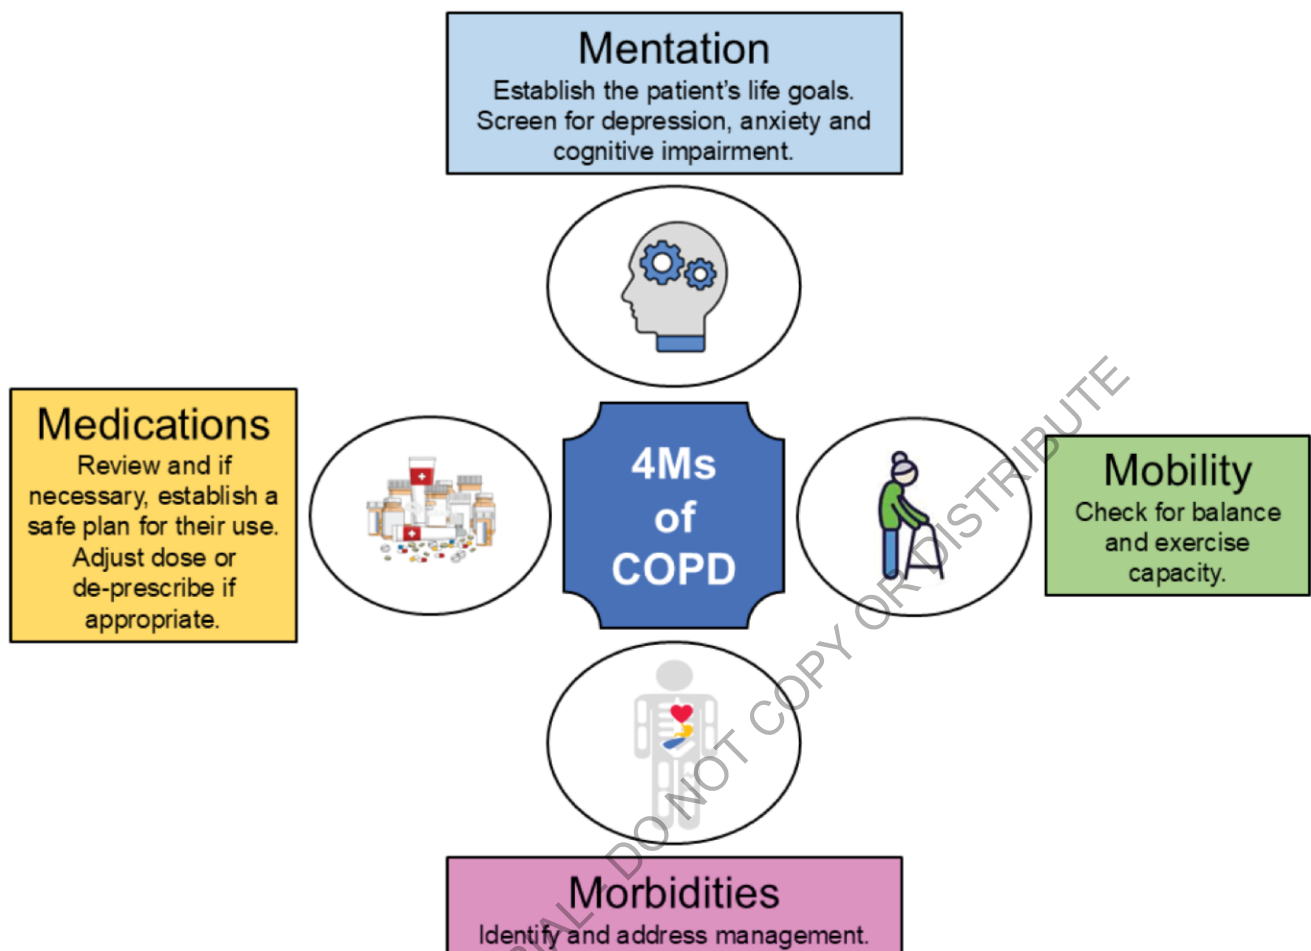 Mentation
Establish the patient's life goals.
Screen for depression, anxiety and
cognitive impairment.
Medications
Review and if
necessary, establish a
safe plan for their use.
Adjust dose or
de-prescribe if
appropriate.
4Ms
of
COPD
Mobility
Check for balance
and exercise
capacity.
Morbidities
Identify and address management.
DO NOT COPY OR DISTRIBUTE